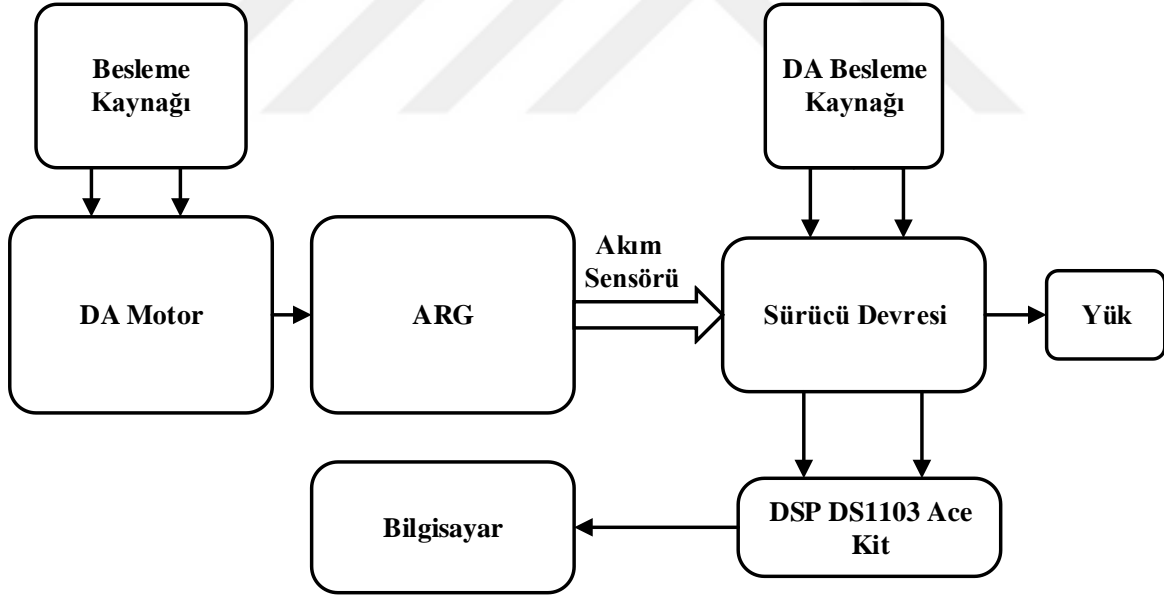 Besleme
Kaynağı
DA Besleme
Kaynağı
DA Motor
ARG
Akım
Sensörü
Sürücü Devresi
Yük
Bilgisayar
DSP DS1103 Ace
Kit